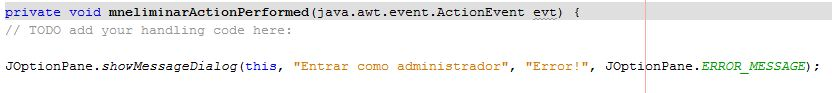 private void mneliminarActionPerformed(java.awt.event.ActionEvent evt) {
// TODO add your handling code here:
JOptionPane.showMessageDialog(this, "Entrar como administrador", "Error!", JOptionPane.ERROR_MESSAGE);